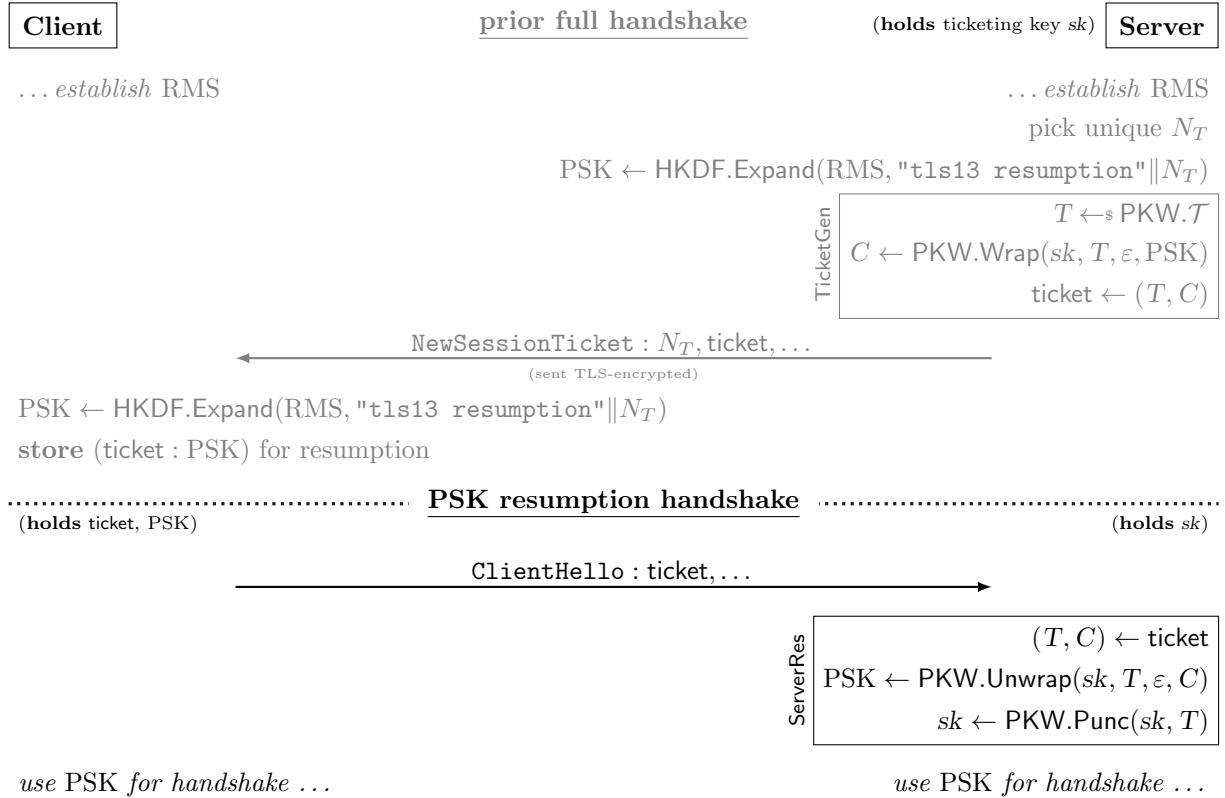 Client prior full handshake (holds ticketing key sk) Server
… establish RMS … establish RMS
pick unique N_T
PSK ← HKDF.Expand(RMS, "tls13 resumption"‖N_T)
TicketGen
T ←$ PKW.𝒯
C ← PKW.Wrap(sk, T, ε, PSK)
ticket ← (T, C)
NewSessionTicket : N_T, ticket, …
(sent TLS-encrypted)
PSK ← HKDF.Expand(RMS, "tls13 resumption"‖N_T)
store (ticket : PSK) for resumption
PSK resumption handshake
(holds ticket, PSK) (holds sk)
ClientHello : ticket, …
ServerRes
(T, C) ← ticket
PSK ← PKW.Unwrap(sk, T, ε, C)
sk ← PKW.Punc(sk, T)
use PSK for handshake … use PSK for handshake …